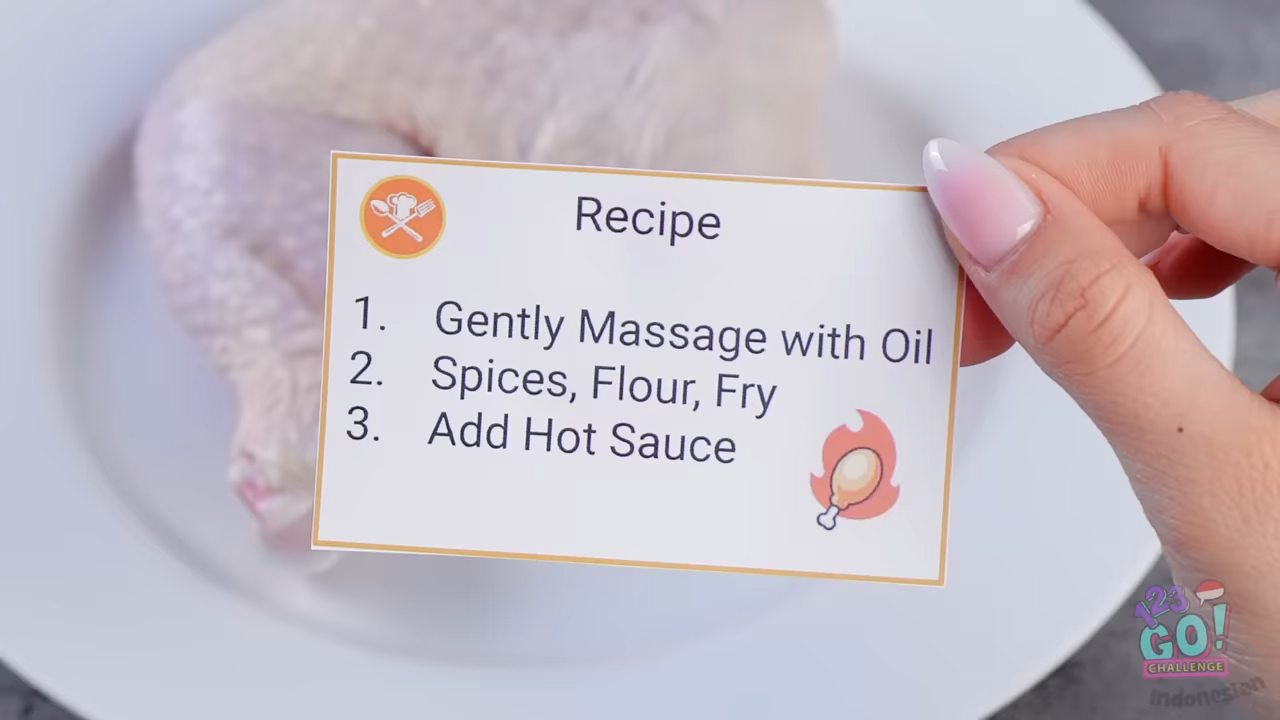 Recipe
1. Gently Massage with Oil
2. Spices, Flour, Fry
3. Add Hot Sauce
123
GO!
CHALLENGE
Indonesian